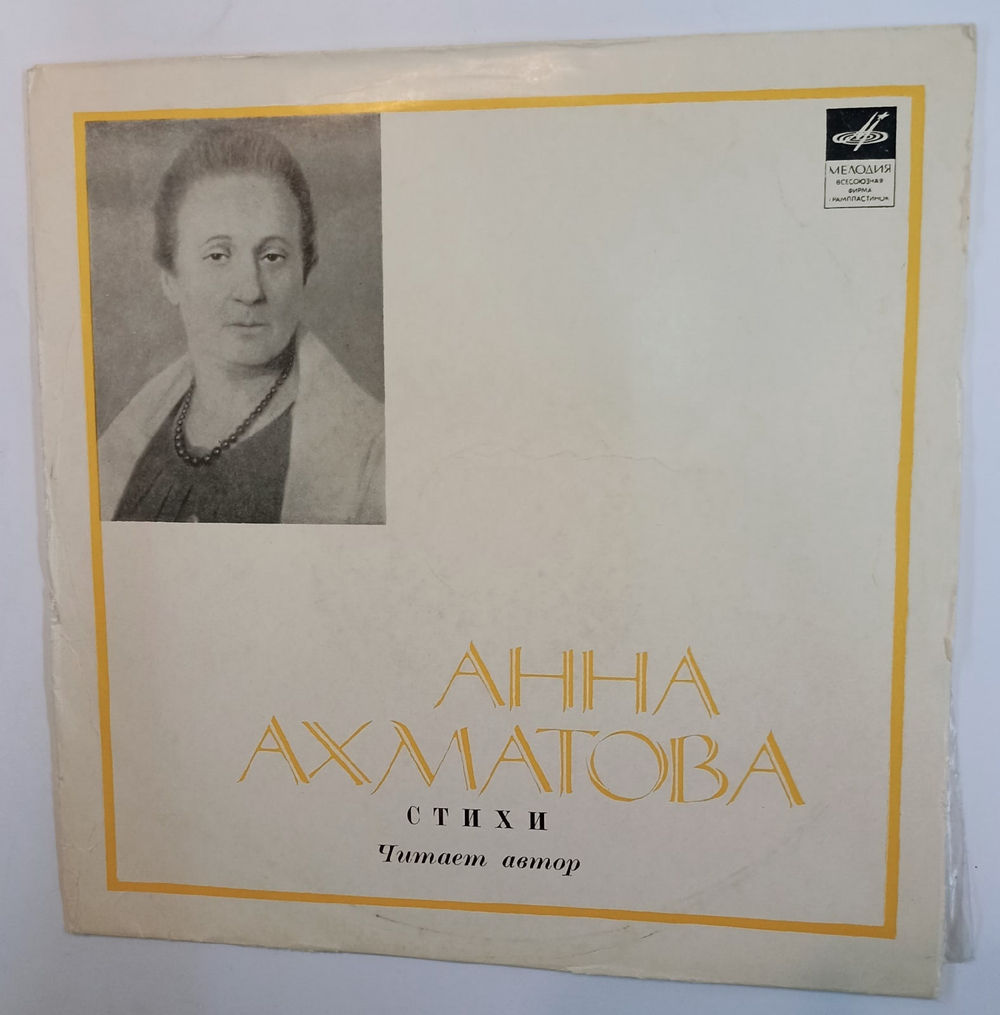 МЕЛОДИЯ
ВСЕСОЮЗНАЯ
ФИРМА
ГРАМПЛАСТИНОК
АННА
АХМАТОВА
СТИХИ
Читает автор